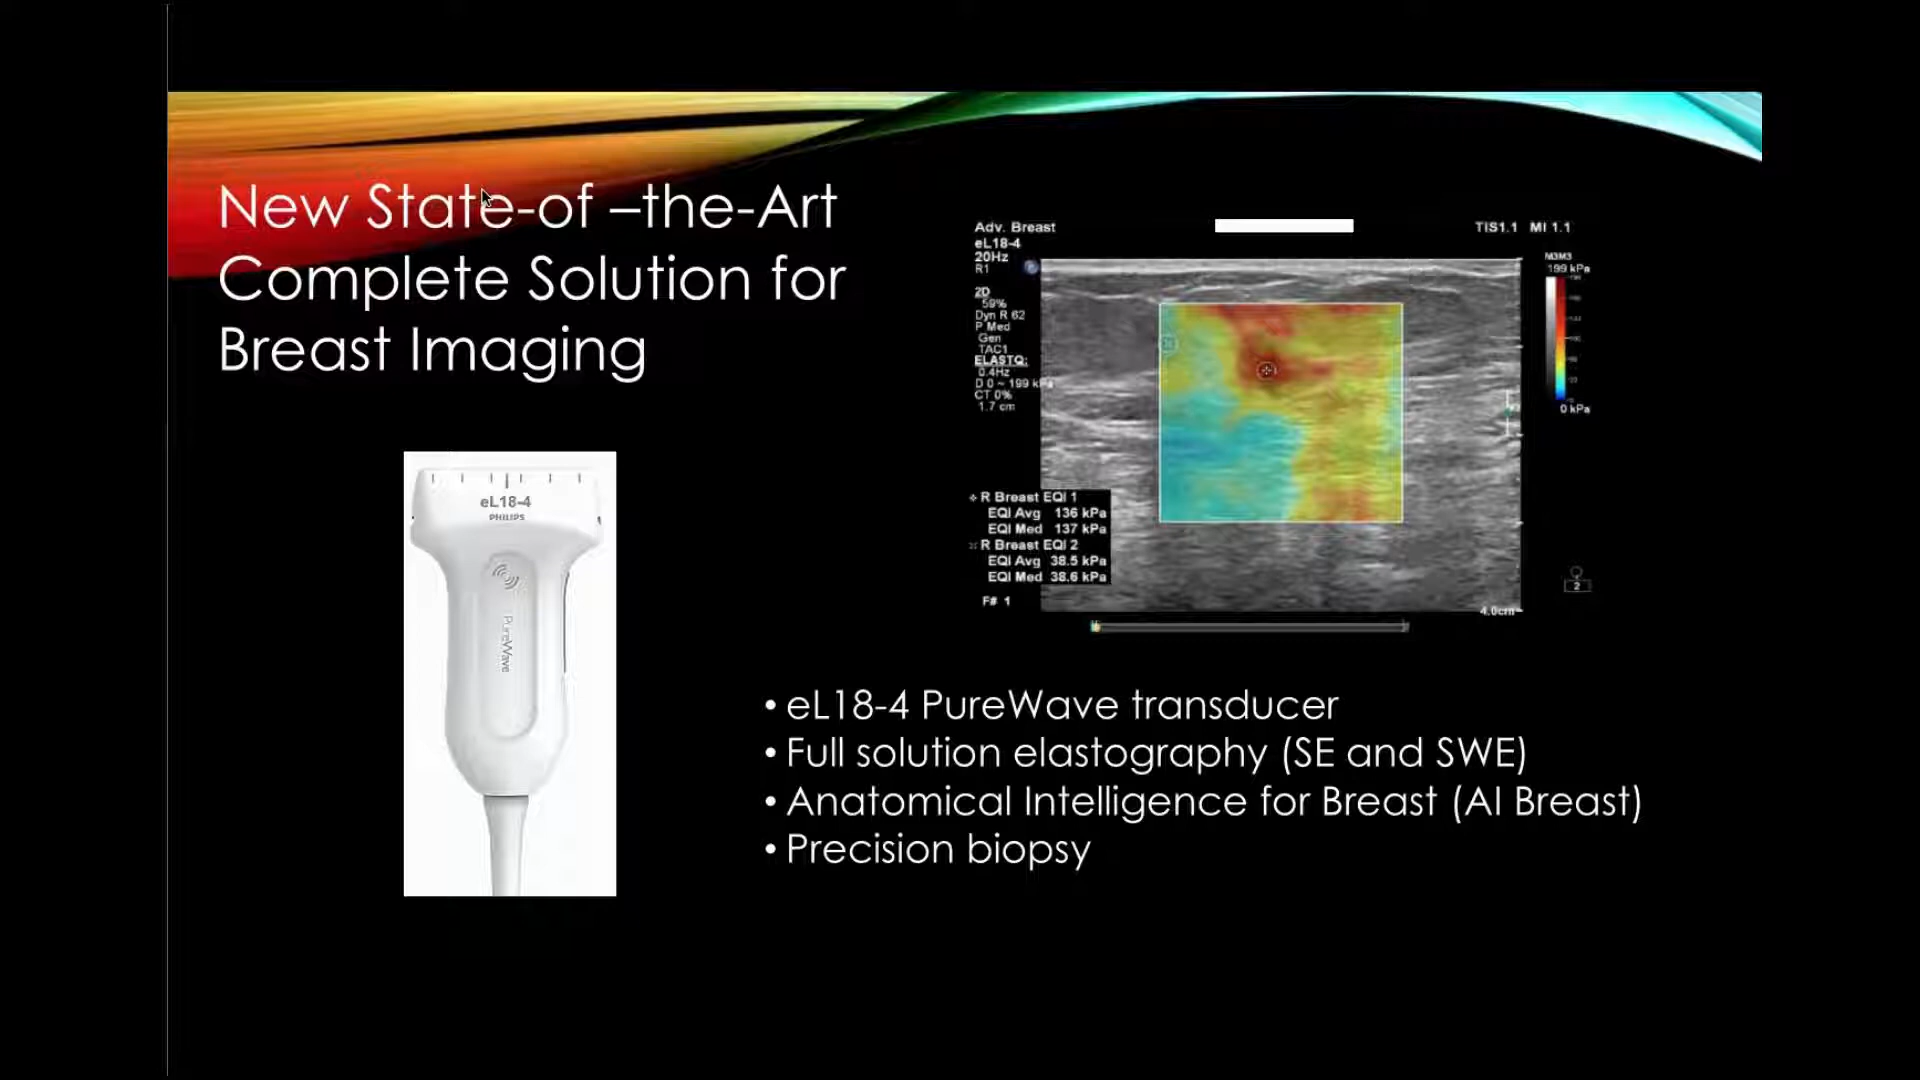 New State-of –the-Art
Complete Solution for
Breast Imaging
Adv. Breast
TIS1.1 MI 1.1
eL18-4
20Hz
R1
2D
59%
Dyn R 62
P Med
Gen
TAC1
ELASTQ:
0.4Hz
D 0 ~ 199 kPa
CT 0%
1.7 cm
M3M3
199 kPa
0 kPa
R Breast EQI 1
EQI Avg 136 kPa
EQI Med 137 kPa
R Breast EQI 2
EQI Avg 38.5 kPa
EQI Med 38.6 kPa
F# 1
4.0cm
2
eL18-4
PHILIPS
PureWave
• eL18-4 PureWave transducer
• Full solution elastography (SE and SWE)
• Anatomical Intelligence for Breast (AI Breast)
• Precision biopsy